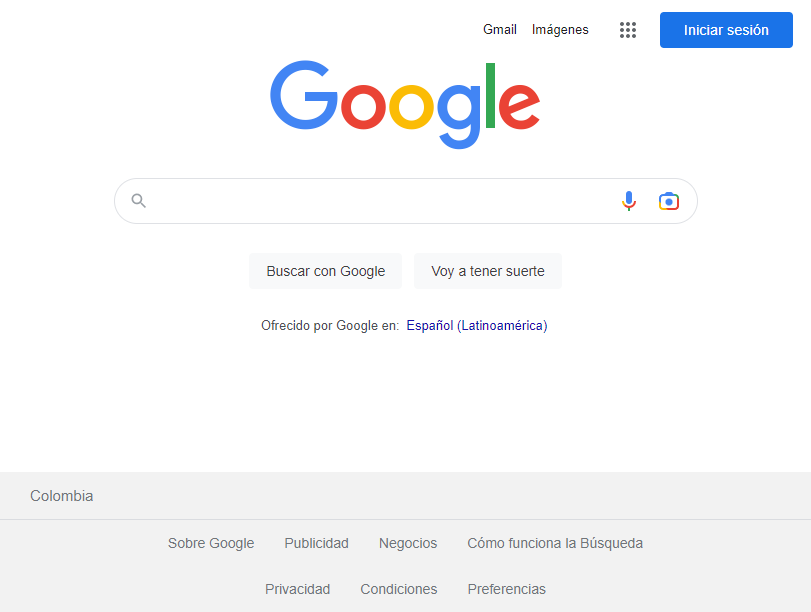 Gmail Imágenes Iniciar sesión
Google
Buscar con Google Voy a tener suerte
Ofrecido por Google en: Español (Latinoamérica)
Colombia
Sobre Google Publicidad Negocios Cómo funciona la Búsqueda
Privacidad Condiciones Preferencias